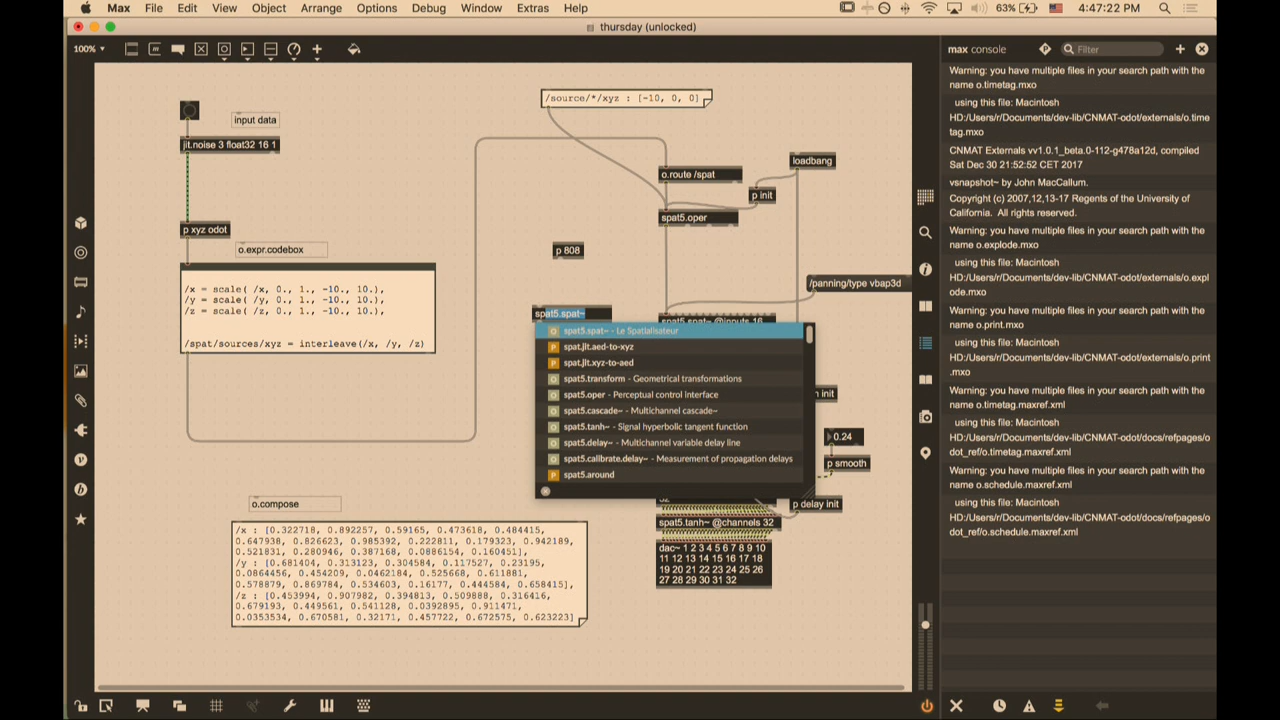 Max File Edit View Object Arrange Options Debug Window Extras Help 63% 4:47:22 PM
thursday (unlocked)
100%
max console
Filter
/source/*/xyz : [-10, 0, 0]
input data
jit.noise 3 float32 16 1
loadbang
o.route /spat
p init
spat5.oper
p xyz odot
o.expr.codebox
p 808
/x = scale( /x, 0., 1., -10., 10.),
/y = scale( /y, 0., 1., -10., 10.),
/z = scale( /z, 0., 1., -10., 10.),
/spat/sources/xyz = interleave(/x, /y, /z)
/panning/type vbap3d
spat5.spat~
spat5.spat~ @inputs 16
spat5.spat~ - Le Spatialisateur
spat.jit.aed-to-xyz
spat.jit.xyz-to-aed
spat5.transform - Geometrical transformations
spat5.oper - Perceptual control interface
spat5.cascade~ - Multichannel cascade~
spat5.tanh~ - Signal hyperbolic tangent function
spat5.delay~ - Multichannel variable delay line
spat5.calibrate.delay~ - Measurement of propagation delays
spat5.around
init
0.24
p smooth
p delay init
32
spat5.tanh~ @channels 32
dac~ 1 2 3 4 5 6 7 8 9 10
11 12 13 14 15 16 17 18
19 20 21 22 23 24 25 26
27 28 29 30 31 32
o.compose
/x : [0.322718, 0.892257, 0.59165, 0.473618, 0.484415,
0.647938, 0.826623, 0.985392, 0.222811, 0.179323, 0.942189,
0.521831, 0.280946, 0.387168, 0.0886154, 0.160451],
/y : [0.681404, 0.313123, 0.304584, 0.117527, 0.23195,
0.0864456, 0.454209, 0.0462184, 0.525668, 0.611881,
0.578879, 0.869784, 0.534603, 0.16177, 0.444584, 0.658415],
/z : [0.453994, 0.907982, 0.394813, 0.509888, 0.316416,
0.679193, 0.449561, 0.541128, 0.0392895, 0.911471,
0.0353534, 0.670581, 0.32171, 0.457722, 0.672575, 0.623223]
Warning: you have multiple files in your search path with the
name o.timetag.mxo
using this file: Macintosh
HD:/Users/r/Documents/dev-lib/CNMAT-odot/externals/o.time
tag.mxo
CNMAT Externals vv1.0.1_beta.0-112-g478a12d, compiled
Sat Dec 30 21:52:52 CET 2017
vsnapshot~ by John MacCallum.
Copyright (c) 2007,12,13-17 Regents of the University of
California. All rights reserved.
Warning: you have multiple files in your search path with the
name o.explode.mxo
using this file: Macintosh
HD:/Users/r/Documents/dev-lib/CNMAT-odot/externals/o.expl
ode.mxo
Warning: you have multiple files in your search path with the
name o.print.mxo
using this file: Macintosh
HD:/Users/r/Documents/dev-lib/CNMAT-odot/externals/o.print
.mxo
Warning: you have multiple files in your search path with the
name o.timetag.maxref.xml
using this file: Macintosh
HD:/Users/r/Documents/dev-lib/CNMAT-odot/docs/refpages/o
dot_ref/o.timetag.maxref.xml
Warning: you have multiple files in your search path with the
name o.schedule.maxref.xml
using this file: Macintosh
HD:/Users/r/Documents/dev-lib/CNMAT-odot/docs/refpages/o
dot_ref/o.schedule.maxref.xml